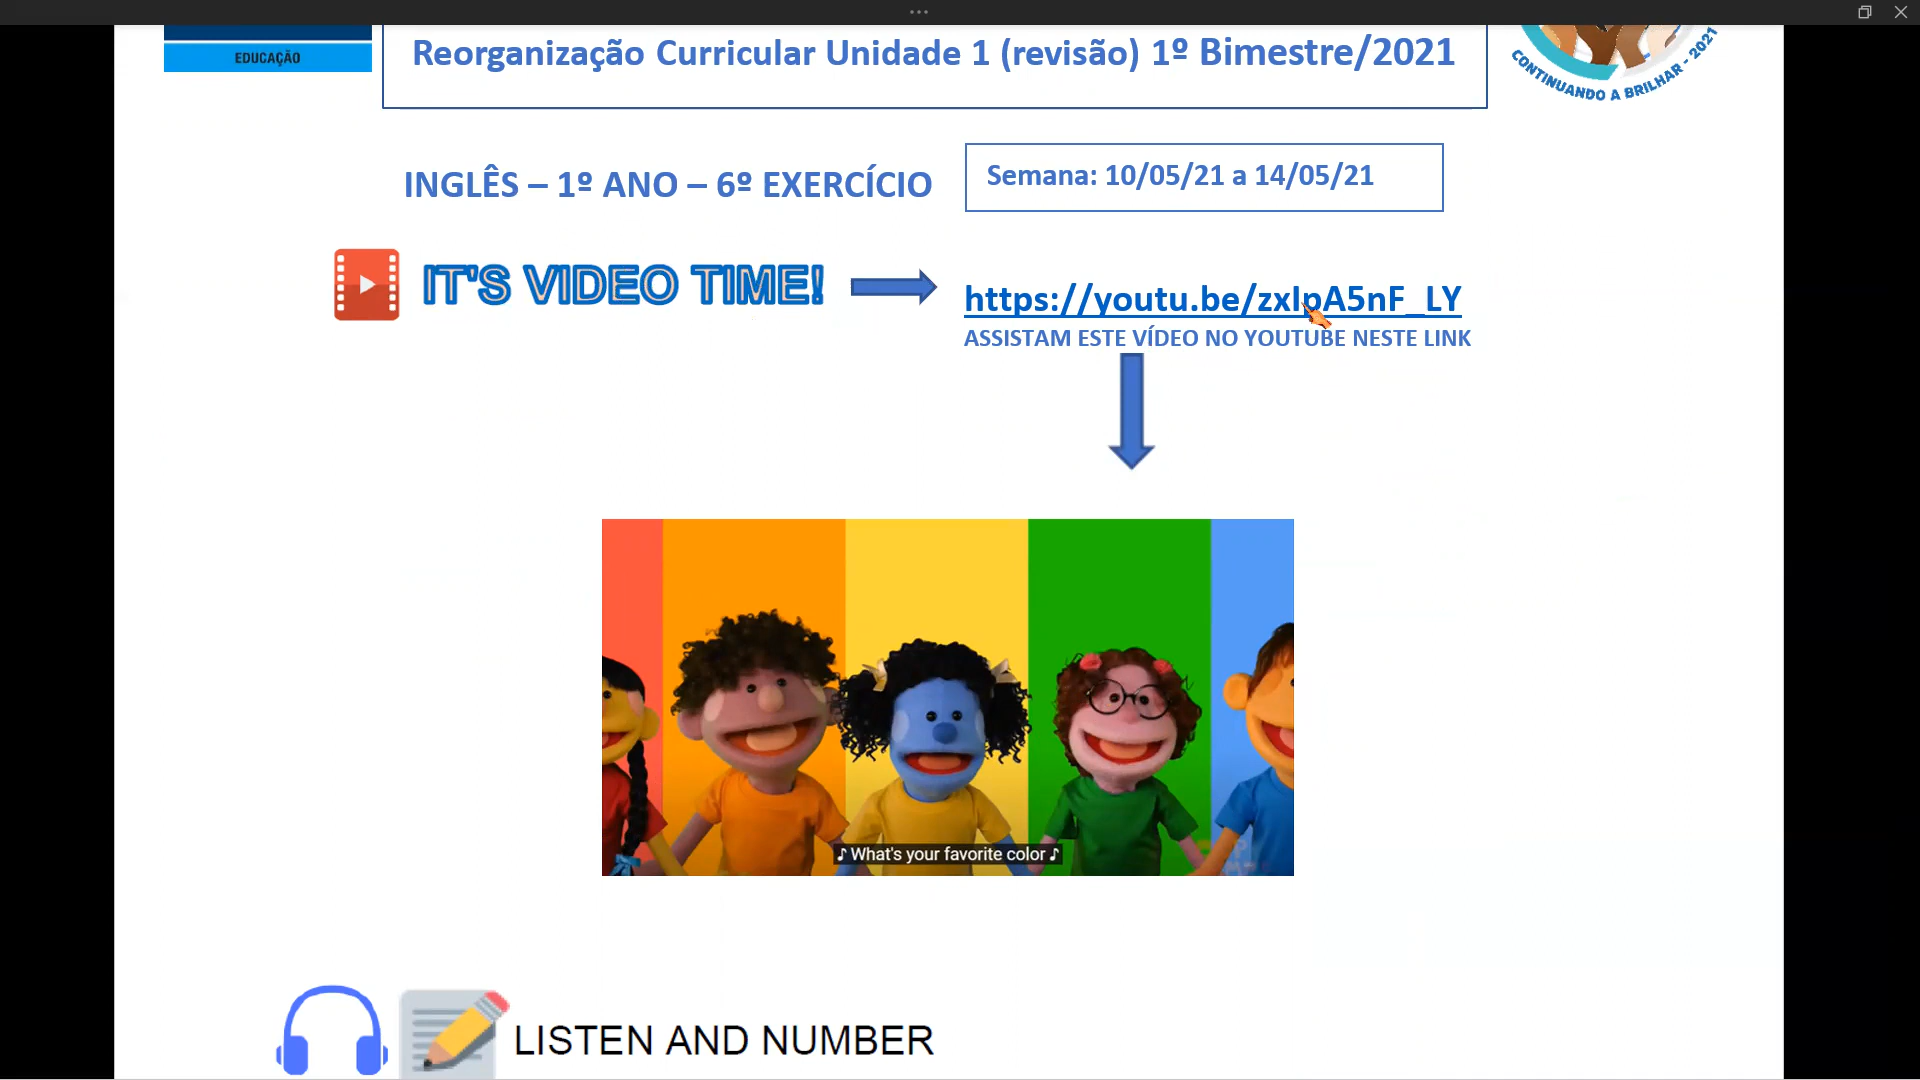 EDUCAÇÃO
Reorganização Curricular Unidade 1 (revisão) 1º Bimestre/2021
CONTINUANDO A BRILHAR - 2021
INGLÊS – 1º ANO – 6º EXERCÍCIO
Semana: 10/05/21 a 14/05/21
IT'S VIDEO TIME!
https://youtu.be/zxIpA5nF_LY
ASSISTAM ESTE VÍDEO NO YOUTUBE NESTE LINK
♪ What's your favorite color ♪
LISTEN AND NUMBER